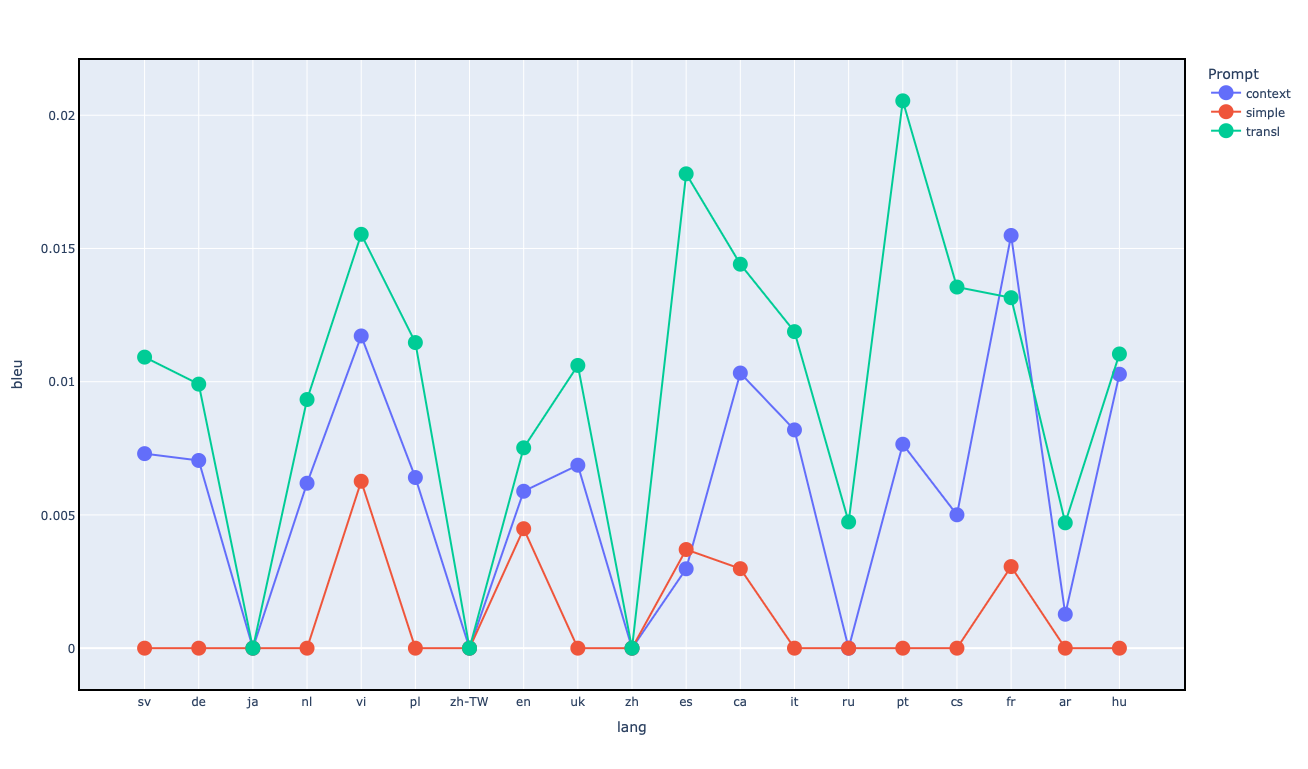 Prompt
context
simple
transl
0.02
0.015
0.01
0.005
0
bleu
sv de ja nl vi pl zh-TW en uk zh es ca it ru pt cs fr ar hu
lang